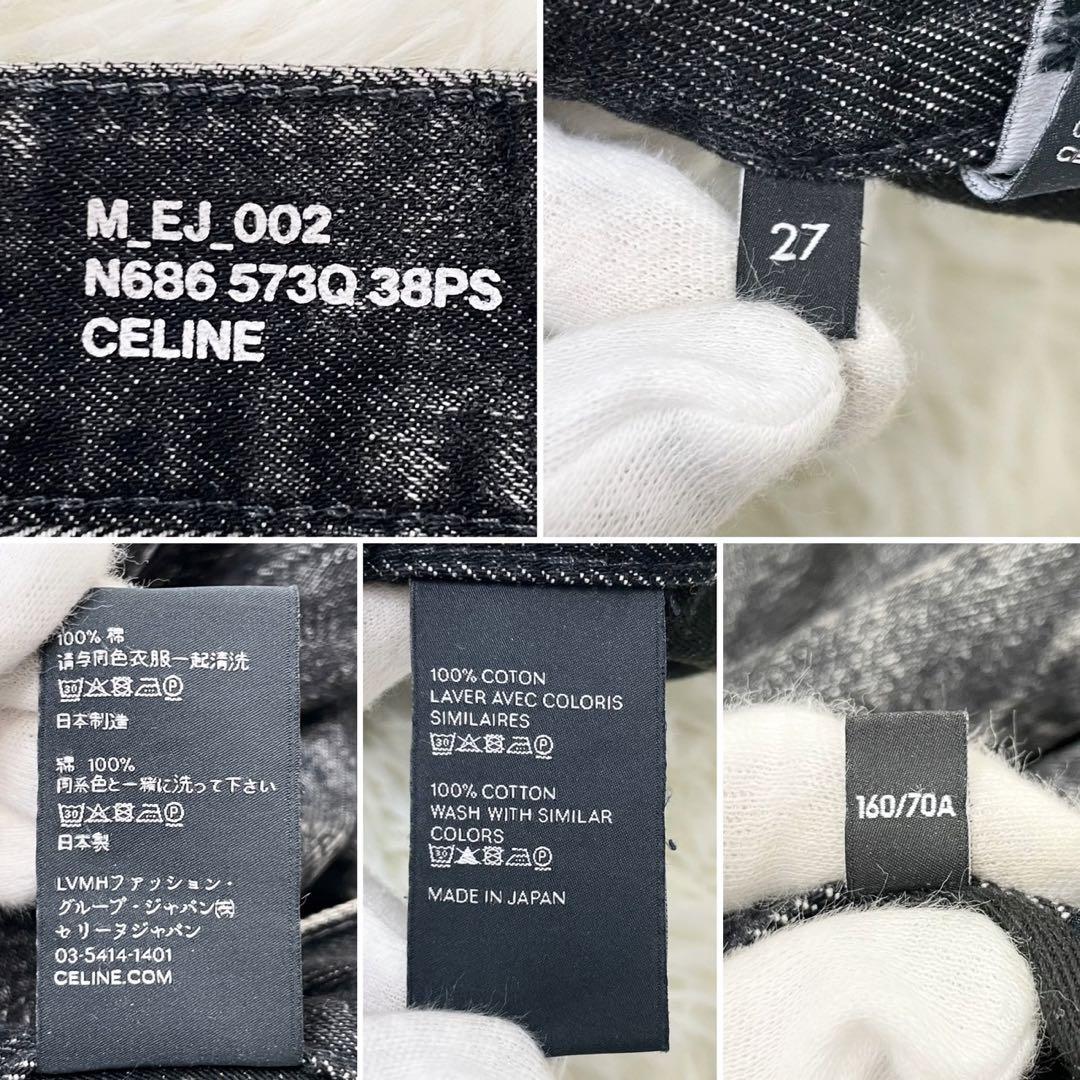 M_EJ_002
N686 573Q 38PS
CELINE
27
100% 棉
请与同色衣服一起清洗
30 P
日本制造
綿 100%
同系色と一緒に洗って下さい
30 P
日本製
LVMHファッション・
グループ・ジャパン㈱
セリーヌジャパン
03-5414-1401
CELINE.COM
100% COTON
LAVER AVEC COLORIS
SIMILAIRES
30 P
100% COTTON
WASH WITH SIMILAR
COLORS
30 P
MADE IN JAPAN
160/70A